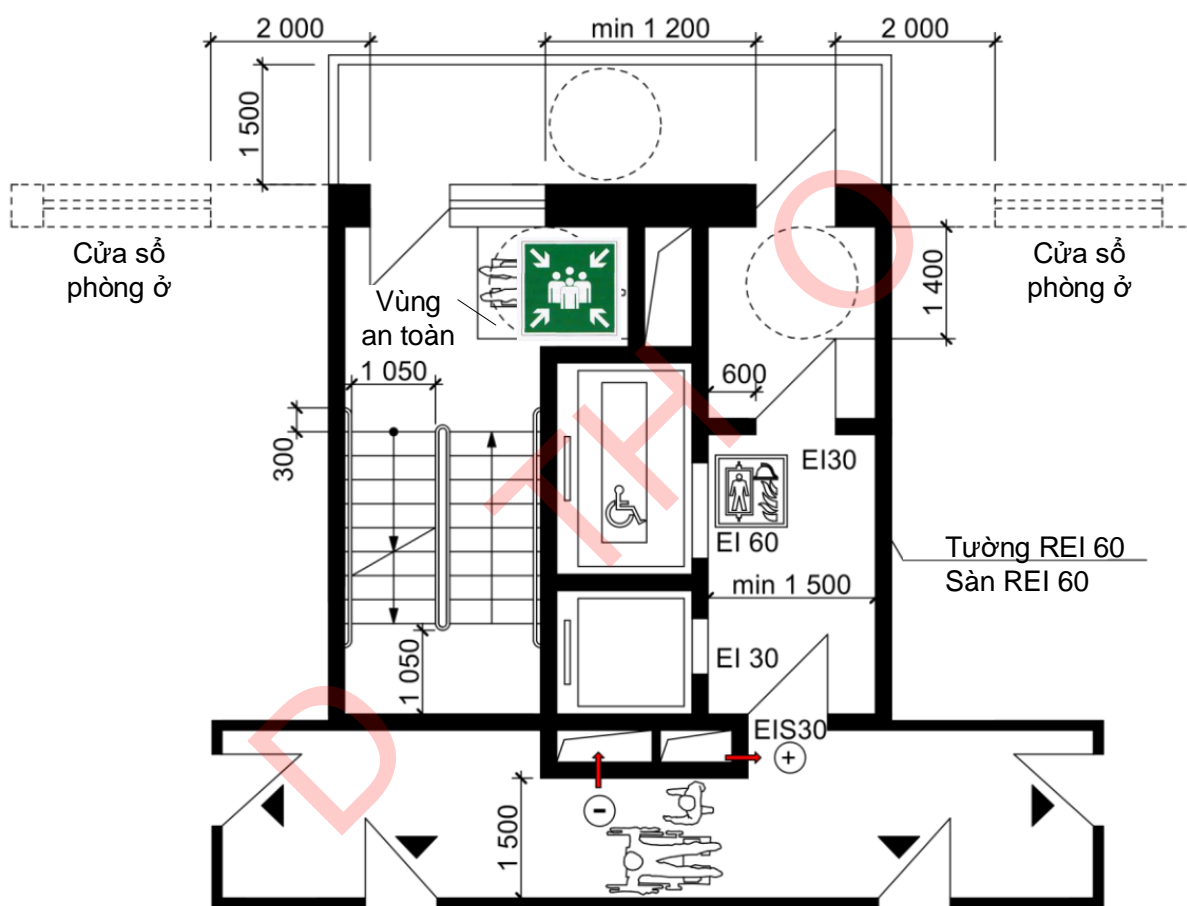 2 000
min 1 200
2 000
1 500
Cửa sổ
phòng ở
Cửa sổ
phòng ở
1 400
Vùng
an toàn
1 050
600
300
EI30
EI 60
Tường REI 60
Sàn REI 60
min 1 500
EI 30
1 050
EIS30
+
-
1 500
D TH O